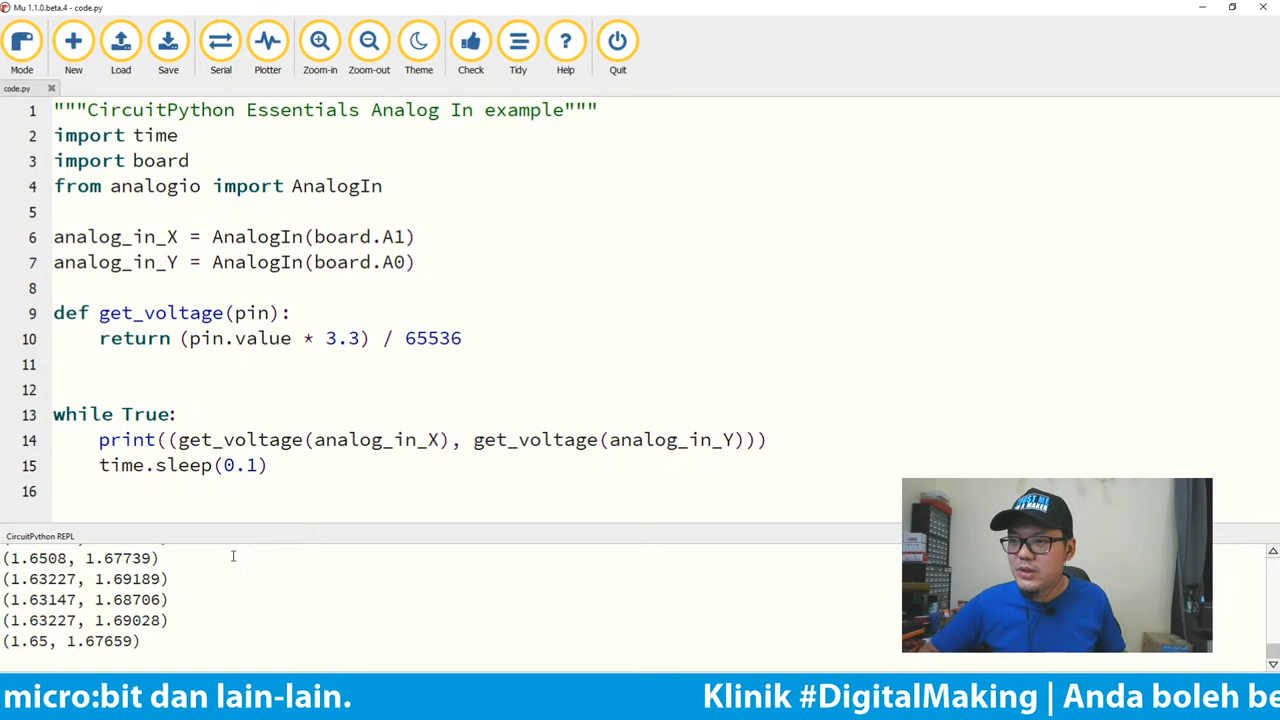 Mu 1.1.0.beta.4 - code.py
Mode New Load Save Serial Plotter Zoom-in Zoom-out Theme Check Tidy Help Quit
code.py
1 """CircuitPython Essentials Analog In example"""
2 import time
3 import board
4 from analogio import AnalogIn
5
6 analog_in_X = AnalogIn(board.A1)
7 analog_in_Y = AnalogIn(board.A0)
8
9 def get_voltage(pin):
10 return (pin.value * 3.3) / 65536
11
12
13 while True:
14 print((get_voltage(analog_in_X), get_voltage(analog_in_Y)))
15 time.sleep(0.1)
16
CircuitPython REPL
(1.6508, 1.67739)
(1.63227, 1.69189)
(1.63147, 1.68706)
(1.63227, 1.69028)
(1.65, 1.67659)
TRUST ME
I'M A MAKER
micro:bit dan lain-lain. Klinik #DigitalMaking | Anda boleh be